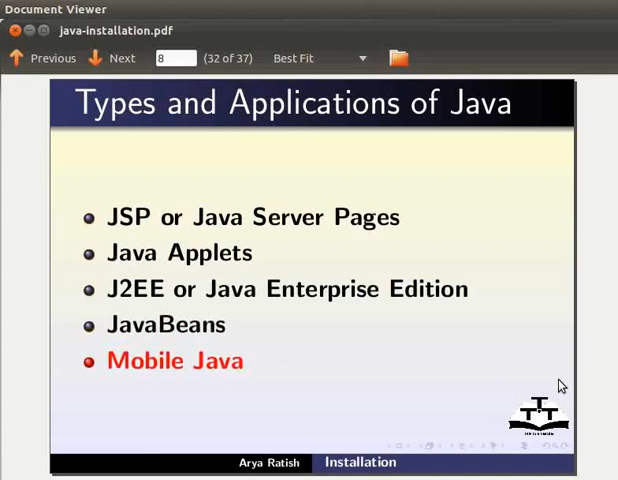 Document Viewer
java-installation.pdf
Previous Next 8 (32 of 37) Best Fit
Types and Applications of Java
JSP or Java Server Pages
Java Applets
J2EE or Java Enterprise Edition
JavaBeans
Mobile Java
Arya Ratish Installation